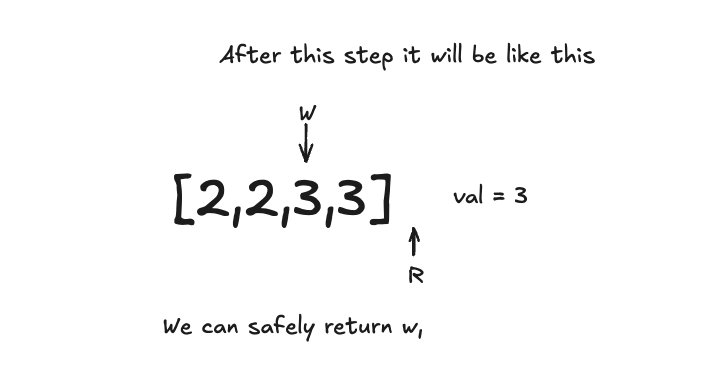 After this step it will be like this
W
[2,2,3,3]
val = 3
R
We can safely return w,